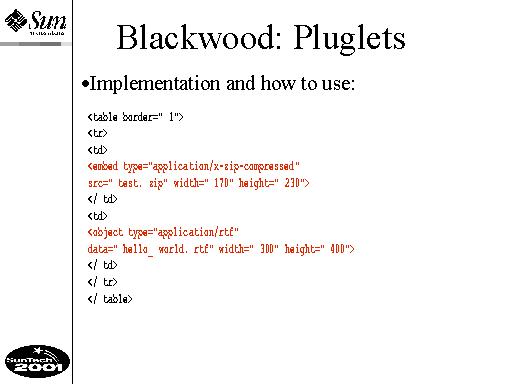 Sun
Blackwood: Pluglets
•Implementation and how to use:
<table border=" 1">
<tr>
<td>
<embed type="application/x-zip-compressed"
src=" test. zip" width=" 170" height=" 230">
</ td>
<td>
<object type="application/rtf"
data=" hello_ world. rtf" width=" 300" height=" 400">
</ td>
</ tr>
</ table>
SunTech
2001